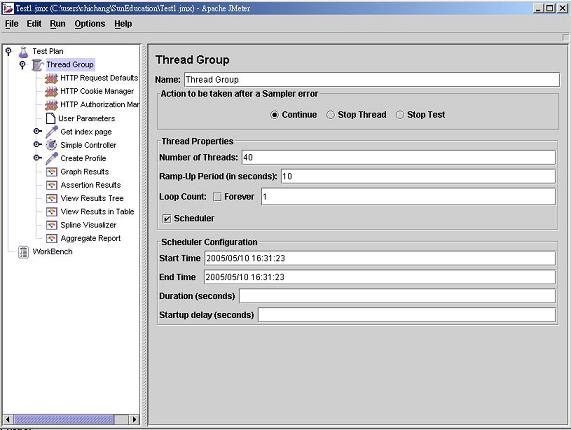 Test1.jmx (C:\users\chichang\SunEducation\Test1.jmx) - Apache JMeter
File Edit Run Options Help
Test Plan
Thread Group
HTTP Request Defaults
HTTP Cookie Manager
HTTP Authorization Mar
User Parameters
Get index page
Simple Controller
Create Profile
Graph Results
Assertion Results
View Results Tree
View Results in Table
Spline Visualizer
Aggregate Report
WorkBench
Thread Group
Name: Thread Group
Action to be taken after a Sampler error
Continue Stop Thread Stop Test
Thread Properties
Number of Threads: 40
Ramp-Up Period (in seconds): 10
Loop Count: Forever 1
Scheduler
Scheduler Configuration
Start Time 2005/05/10 16:31:23
End Time 2005/05/10 16:31:23
Duration (seconds)
Startup delay (seconds)